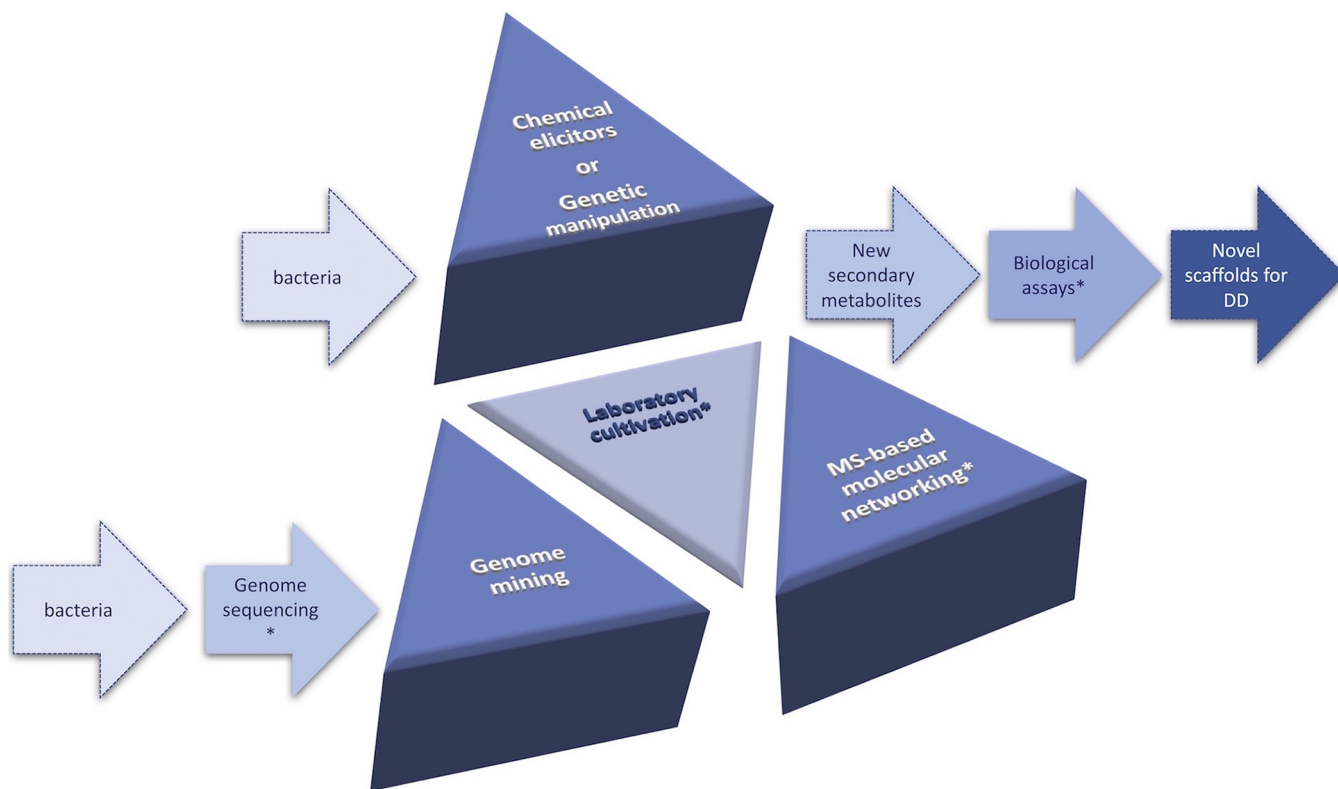 Chemical
elicitors
or
Genetic
manipulation
bacteria
New
secondary
metabolites
Biological
assays*
Novel
scaffolds for
DD
Laboratory
cultivation*
MS-based
molecular
networking*
Genome
mining
bacteria
Genome
sequencing
*